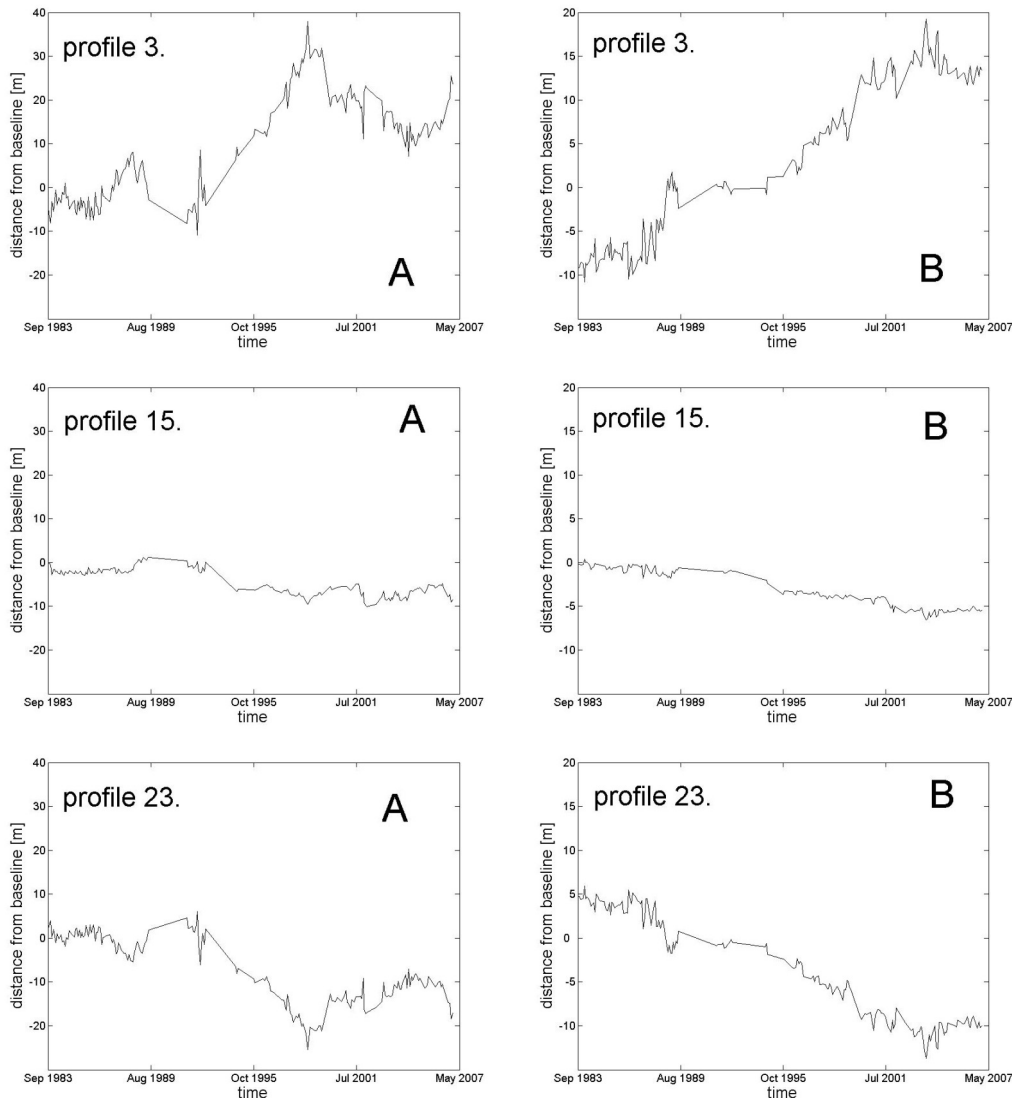 40
30
20
10
0
-10
-20
distance from baseline [m]
profile 3.
A
Sep 1983
Aug 1989
Oct 1995
Jul 2001
May 2007
time
20
15
10
5
0
-5
-10
distance from baseline [m]
profile 3.
B
Sep 1983
Aug 1989
Oct 1995
Jul 2001
May 2007
time
40
30
20
10
0
-10
-20
distance from baseline [m]
profile 15.
A
Sep 1983
Aug 1989
Oct 1995
Jul 2001
May 2007
time
20
15
10
5
0
-5
-10
distance from baseline [m]
profile 15.
B
Sep 1983
Aug 1989
Oct 1995
Jul 2001
May 2007
time
40
30
20
10
0
-10
-20
distance from baseline [m]
profile 23.
A
Sep 1983
Aug 1989
Oct 1995
Jul 2001
May 2007
time
20
15
10
5
0
-5
-10
distance from baseline [m]
profile 23.
B
Sep 1983
Aug 1989
Oct 1995
Jul 2001
May 2007
time